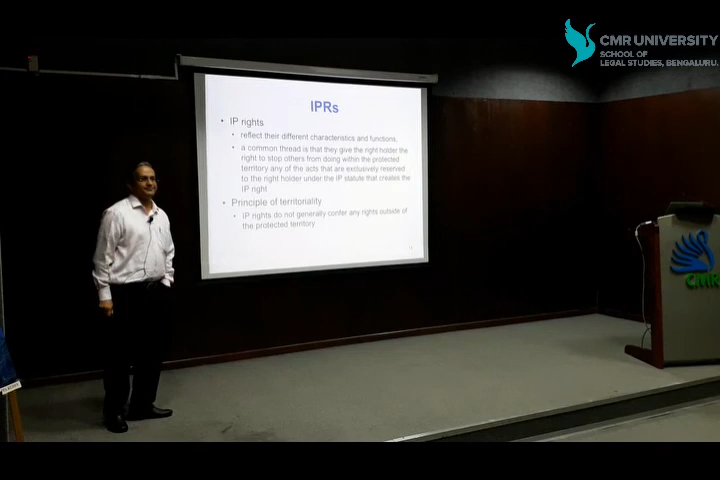 CMR UNIVERSITY
SCHOOL OF
LEGAL STUDIES, BENGALURU.
IPRs
• IP rights
• reflect their different characteristics and functions.
• a common thread is that they give the right holder the
right to stop others from doing within the protected
territory any of the acts that are exclusively reserved
to the right holder under the IP statute that creates the
IP right
• Principle of territoriality
• IP rights do not generally confer any rights outside of
the protected territory
CMR